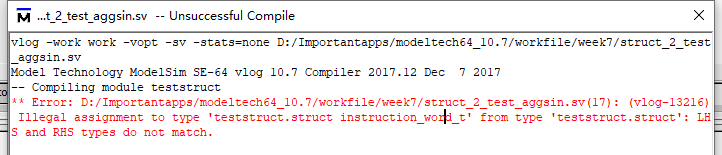 ...t_2_test_aggsin.sv -- Unsuccessful Compile
vlog -work work -vopt -sv -stats=none D:/Importantapps/modeltech64_10.7/workfile/week7/struct_2_test
_aggsin.sv
Model Technology ModelSim SE-64 vlog 10.7 Compiler 2017.12 Dec  7 2017
-- Compiling module teststruct
** Error: D:/Importantapps/modeltech64_10.7/workfile/week7/struct_2_test_aggsin.sv(17): (vlog-13216)
Illegal assignment to type 'teststruct.struct instruction_word_t' from type 'teststruct.struct': LH
S and RHS types do not match.